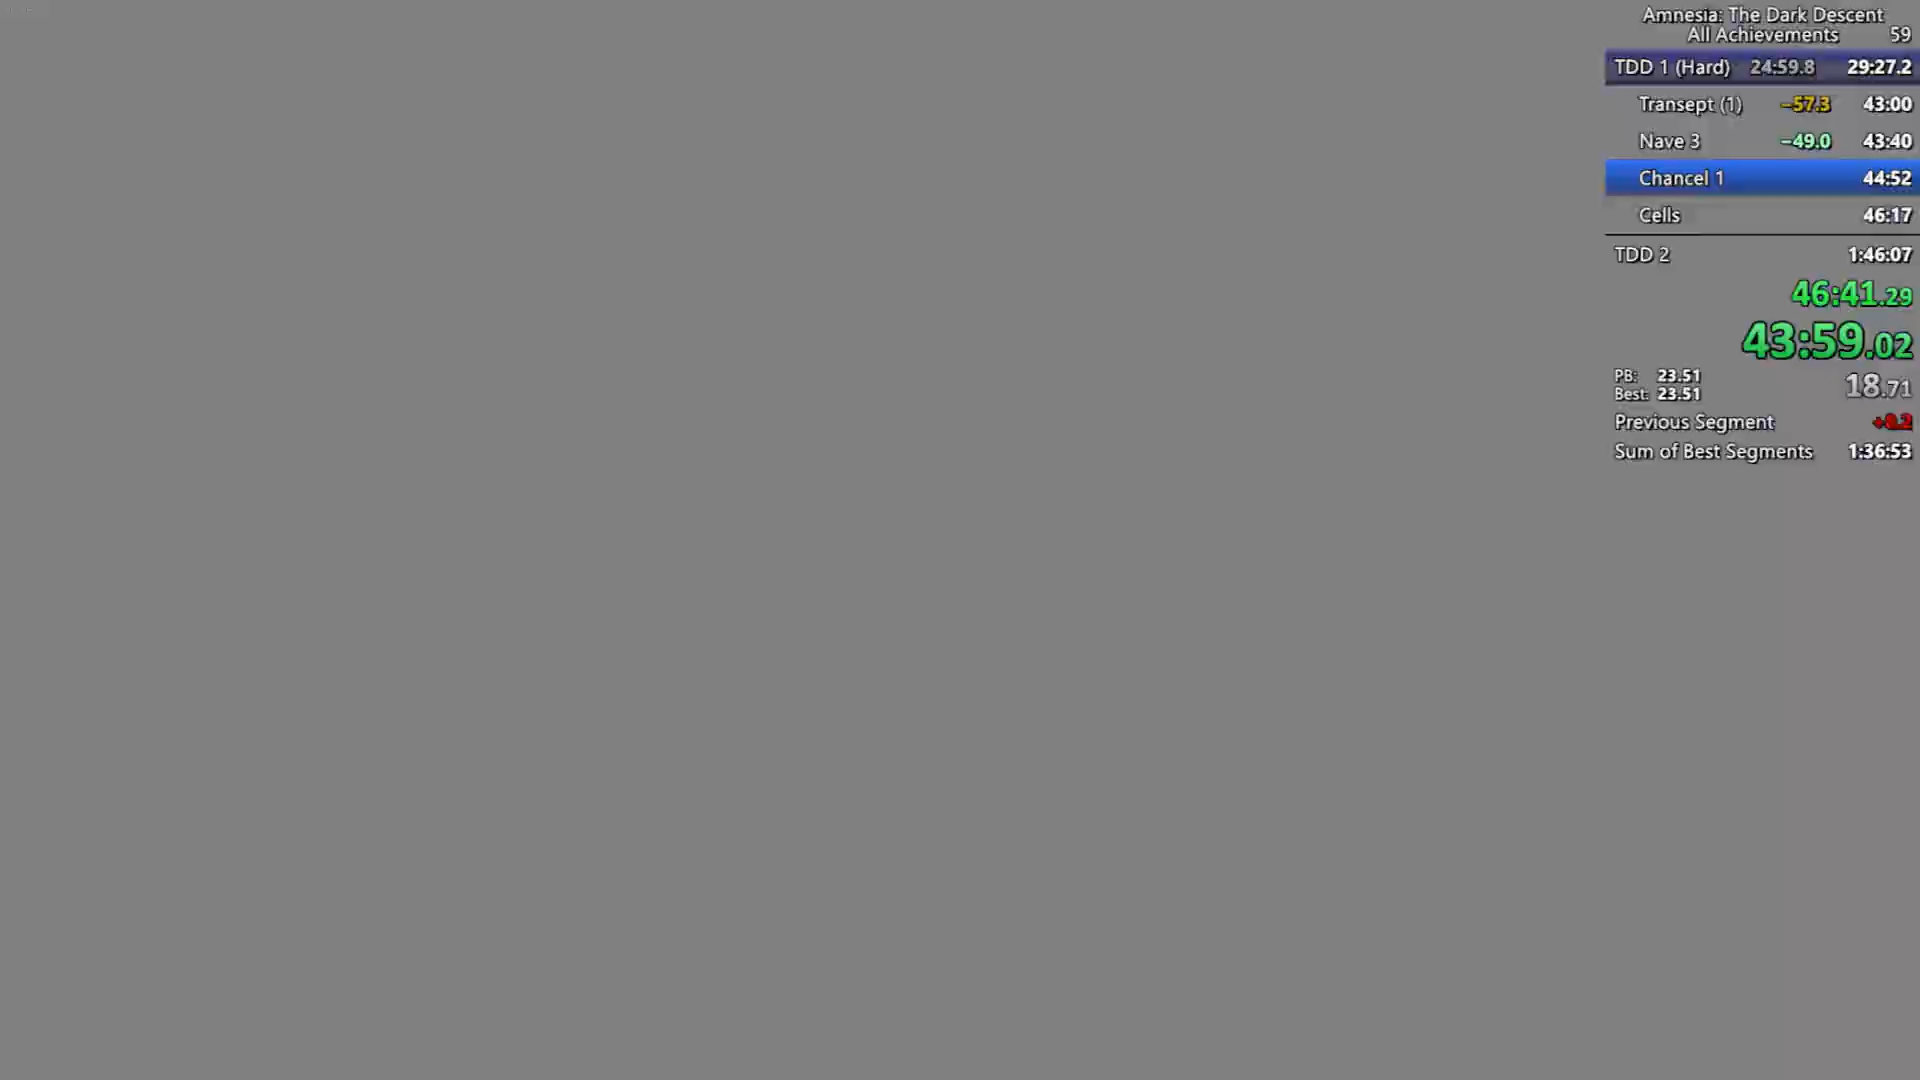 Amnesia: The Dark Descent
All Achievements 59
TDD 1 (Hard) 24:59.8 29:27.2
Transept (1) -57.3 43:00
Nave 3 -49.0 43:40
Chancel 1 44:52
Cells 46:17
TDD 2 1:46:07
46:41.29
43:59.02
PB: 23.51 18.71
Best: 23.51
Previous Segment
Sum of Best Segments 1:36:53